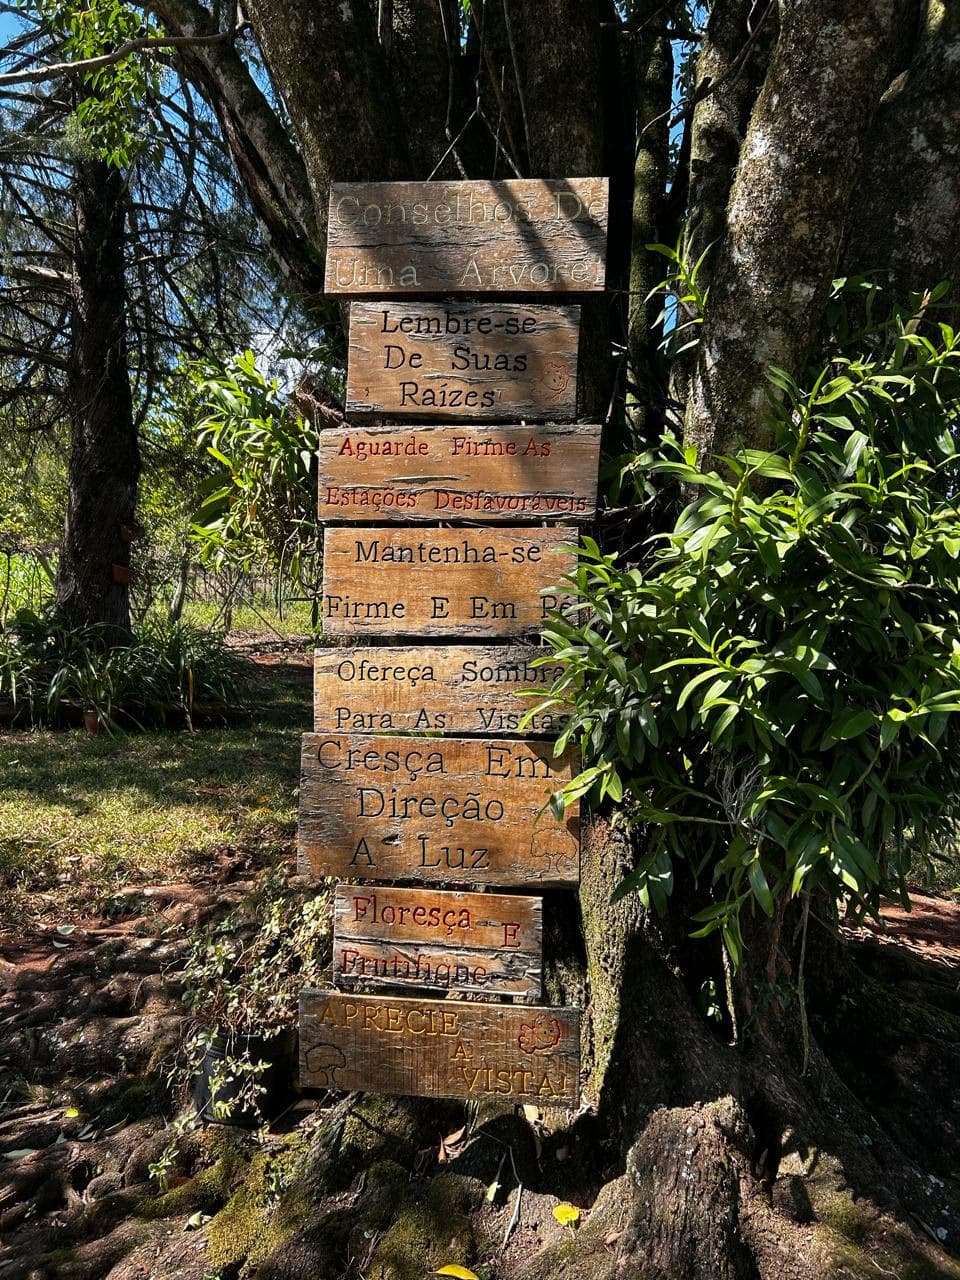 Conselhos De
Uma Árvore!
Lembre-se
De Suas
Raízes
Aguarde Firme As
Estações Desfavoráveis
Mantenha-se
Firme E Em Pé
Ofereça Sombra
Para As Visitas
Cresça Em
Direção
A Luz
Floresça E
Frutifique
APRECIE
A
VISTA!